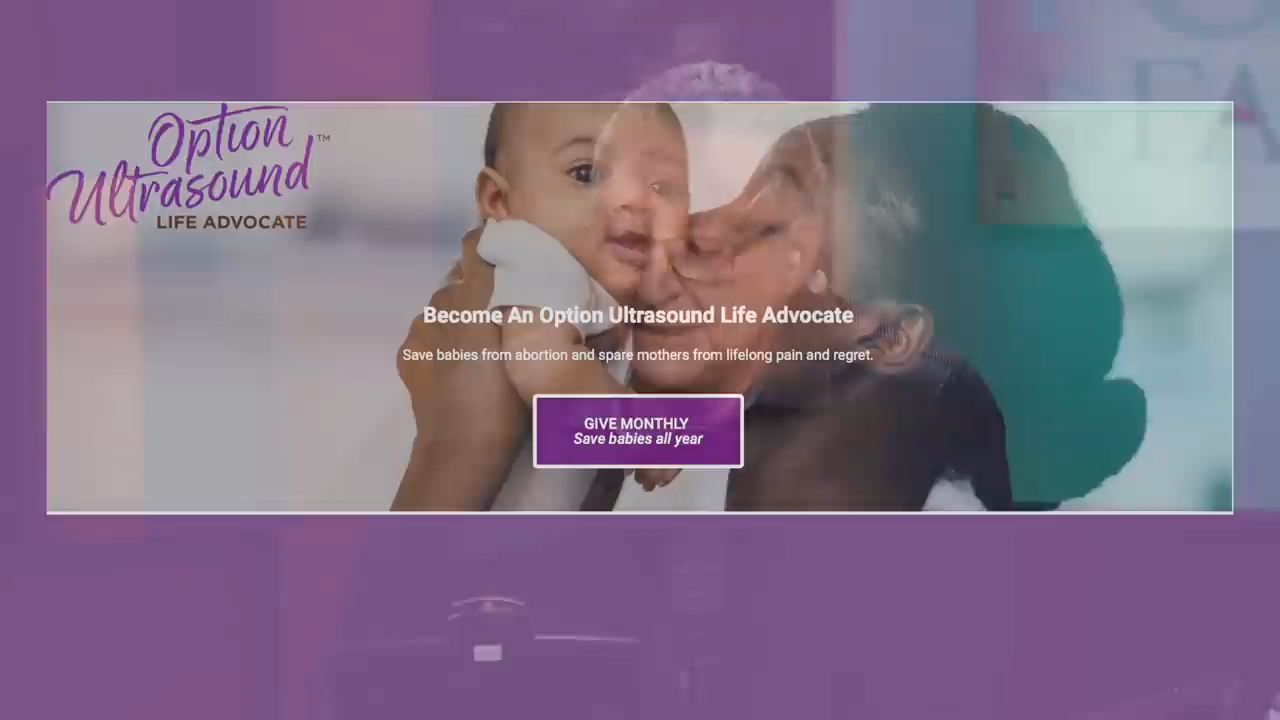 Option
Ultrasound™
LIFE ADVOCATE
Become An Option Ultrasound Life Advocate
Save babies from abortion and spare mothers from lifelong pain and regret.
GIVE MONTHLY
Save babies all year
FA